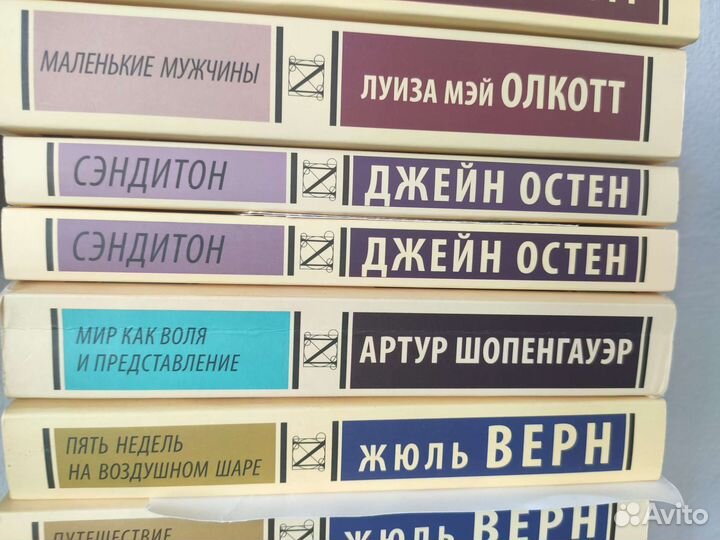 МАЛЕНЬКИЕ МУЖЧИНЫ
ЛУИЗА МЭЙ ОЛКОТТ
СЭНДИТОН
ДЖЕЙН ОСТЕН
СЭНДИТОН
ДЖЕЙН ОСТЕН
МИР КАК ВОЛЯ
И ПРЕДСТАВЛЕНИЕ
АРТУР ШОПЕНГАУЭР
ПЯТЬ НЕДЕЛЬ
НА ВОЗДУШНОМ ШАРЕ
ЖЮЛЬ ВЕРН
ПУТЕШЕСТВИЕ
ЖЮЛЬ ВЕРН
Avito